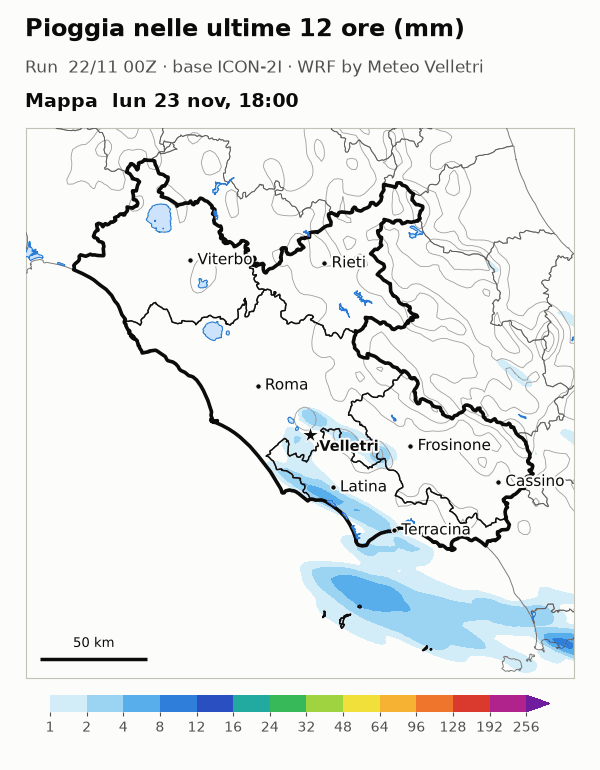 Pioggia nelle ultime 12 ore (mm)
Run  22/11 00Z · base ICON-2I · WRF by Meteo Velletri
Mappa  lun 23 nov, 18:00
Viterbo
Rieti
Roma
Velletri
Frosinone
Latina
Cassino
Terracina
50 km
1 2 4 8 12 16 24 32 48 64 96 128 192 256